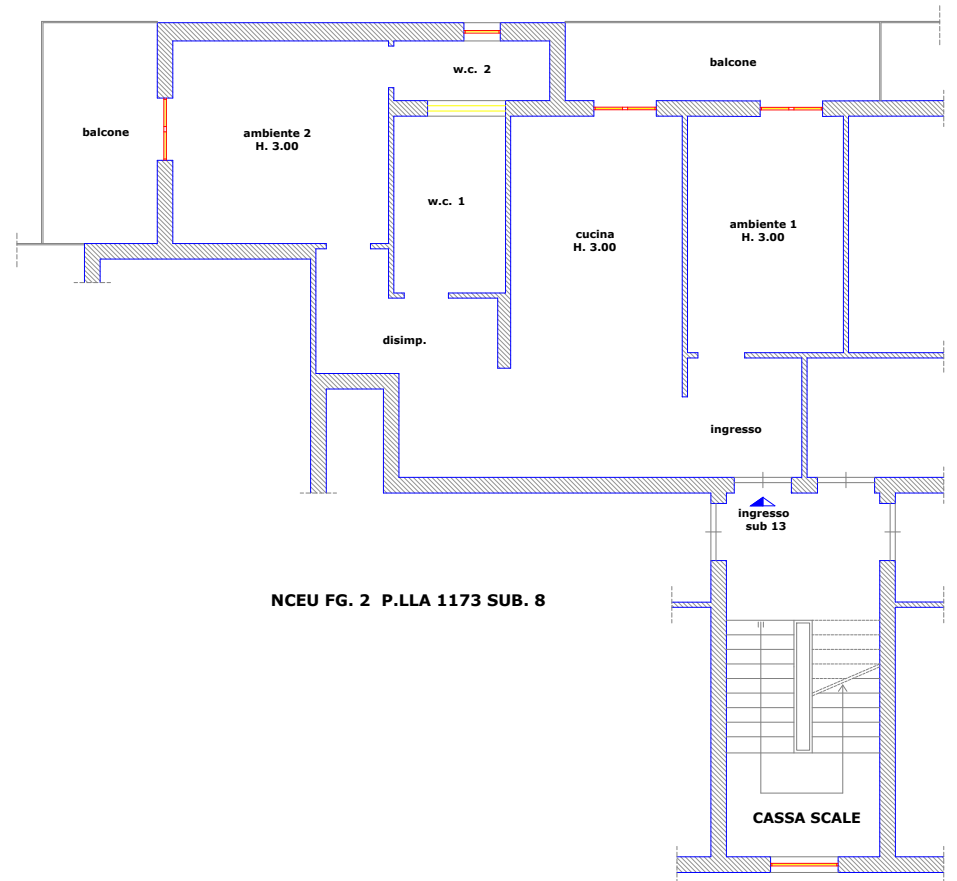 balcone
w.c. 2
balcone
ambiente 2
H. 3.00
w.c. 1
cucina
H. 3.00
ambiente 1
H. 3.00
disimp.
ingresso
ingresso
sub 13
NCEU FG. 2 P.LLA 1173 SUB. 8
CASSA SCALE